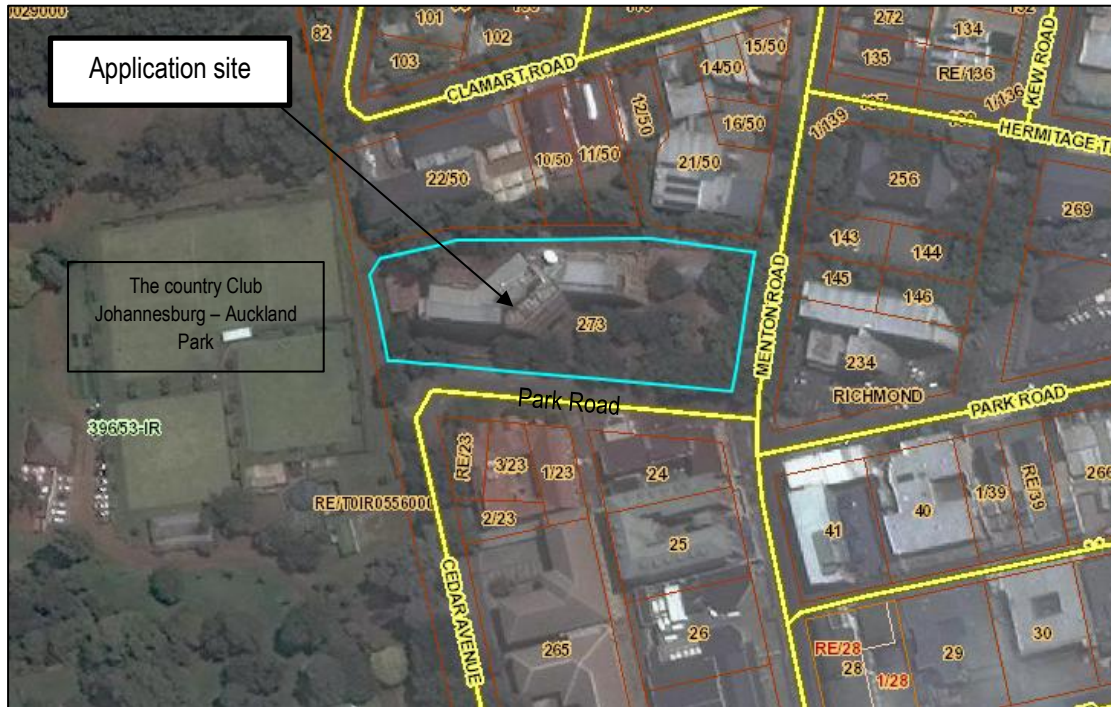 0029000
82
101
102
103
CLAMART ROAD
15/50
14/50
12/50
16/50
10/50
11/50
21/50
22/50
272
134
135
RE/136
1/136
KEW ROAD
1/139
HERMITAGE T
256
269
143
144
145
146
234
RICHMOND
MENTON ROAD
Application site
The country Club
Johannesburg – Auckland
Park
273
Park Road
PARK ROAD
396/53-IR
RE/T0IR0556000
RE/23
3/23
1/23
2/23
24
25
26
265
CEDAR AVENUE
41
40
1/39
RE/39
266
RE/28
28
1/28
29
30